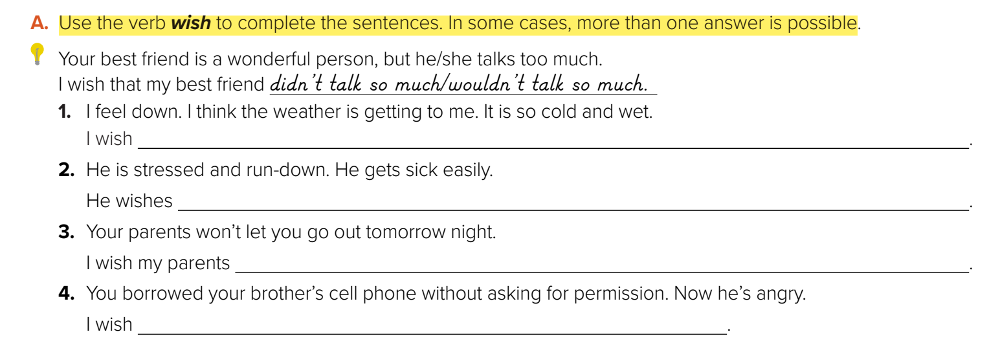 A. Use the verb wish to complete the sentences. In some cases, more than one answer is possible.
Your best friend is a wonderful person, but he/she talks too much.
I wish that my best friend didn't talk so much/wouldn't talk so much.
1. I feel down. I think the weather is getting to me. It is so cold and wet.
I wish ______.
2. He is stressed and run-down. He gets sick easily.
He wishes ______.
3. Your parents won't let you go out tomorrow night.
I wish my parents ______.
4. You borrowed your brother's cell phone without asking for permission. Now he's angry.
I wish ______.